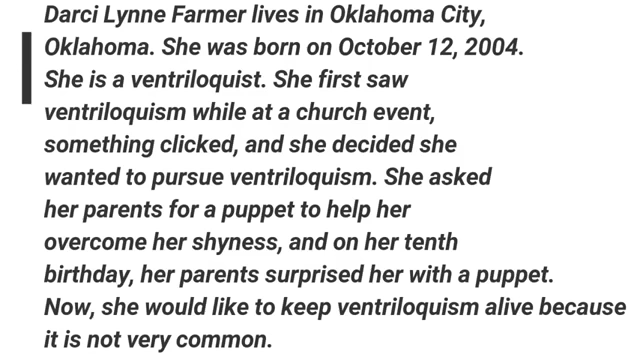 Darci Lynne Farmer lives in Oklahoma City,
Oklahoma. She was born on October 12, 2004.
She is a ventriloquist. She first saw
ventriloquism while at a church event,
something clicked, and she decided she
wanted to pursue ventriloquism. She asked
her parents for a puppet to help her
overcome her shyness, and on her tenth
birthday, her parents surprised her with a puppet.
Now, she would like to keep ventriloquism alive because
it is not very common.